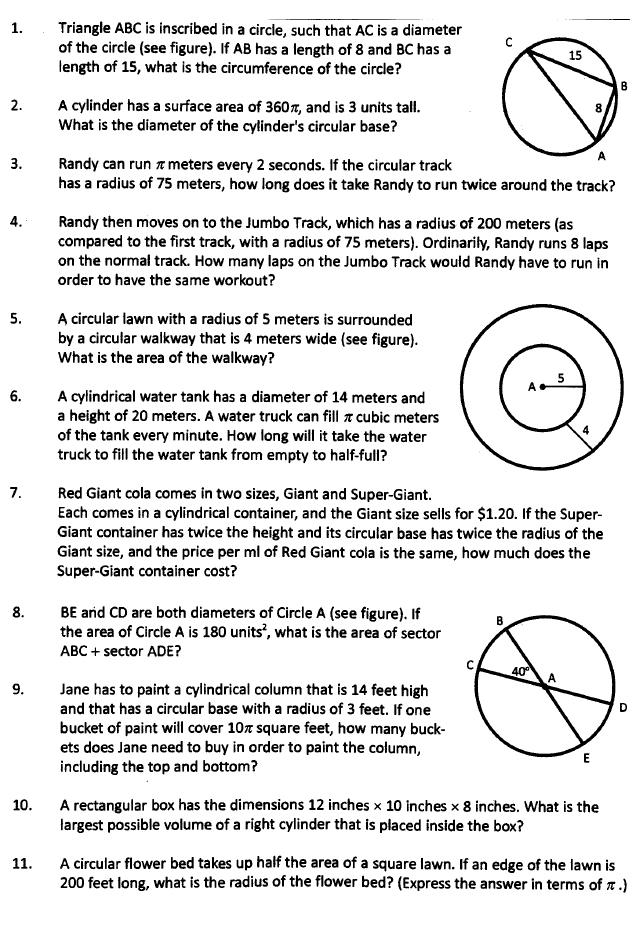 1. Triangle ABC is inscribed in a circle, such that AC is a diameter
of the circle (see figure). If AB has a length of 8 and BC has a
length of 15, what is the circumference of the circle?
C
15
B
8
A
2. A cylinder has a surface area of 360π, and is 3 units tall.
What is the diameter of the cylinder's circular base?
3. Randy can run π meters every 2 seconds. If the circular track
has a radius of 75 meters, how long does it take Randy to run twice around the track?
4. Randy then moves on to the Jumbo Track, which has a radius of 200 meters (as
compared to the first track, with a radius of 75 meters). Ordinarily, Randy runs 8 laps
on the normal track. How many laps on the Jumbo Track would Randy have to run in
order to have the same workout?
5. A circular lawn with a radius of 5 meters is surrounded
by a circular walkway that is 4 meters wide (see figure).
What is the area of the walkway?
A
5
4
6. A cylindrical water tank has a diameter of 14 meters and
a height of 20 meters. A water truck can fill π cubic meters
of the tank every minute. How long will it take the water
truck to fill the water tank from empty to half-full?
7. Red Giant cola comes in two sizes, Giant and Super-Giant.
Each comes in a cylindrical container, and the Giant size sells for $1.20. If the Super-
Giant container has twice the height and its circular base has twice the radius of the
Giant size, and the price per ml of Red Giant cola is the same, how much does the
Super-Giant container cost?
8. BE and CD are both diameters of Circle A (see figure). If
the area of Circle A is 180 units², what is the area of sector
ABC + sector ADE?
B
C
40°
A
D
E
9. Jane has to paint a cylindrical column that is 14 feet high
and that has a circular base with a radius of 3 feet. If one
bucket of paint will cover 10π square feet, how many buck-
ets does Jane need to buy in order to paint the column,
including the top and bottom?
10. A rectangular box has the dimensions 12 inches × 10 inches × 8 inches. What is the
largest possible volume of a right cylinder that is placed inside the box?
11. A circular flower bed takes up half the area of a square lawn. If an edge of the lawn is
200 feet long, what is the radius of the flower bed? (Express the answer in terms of π.)